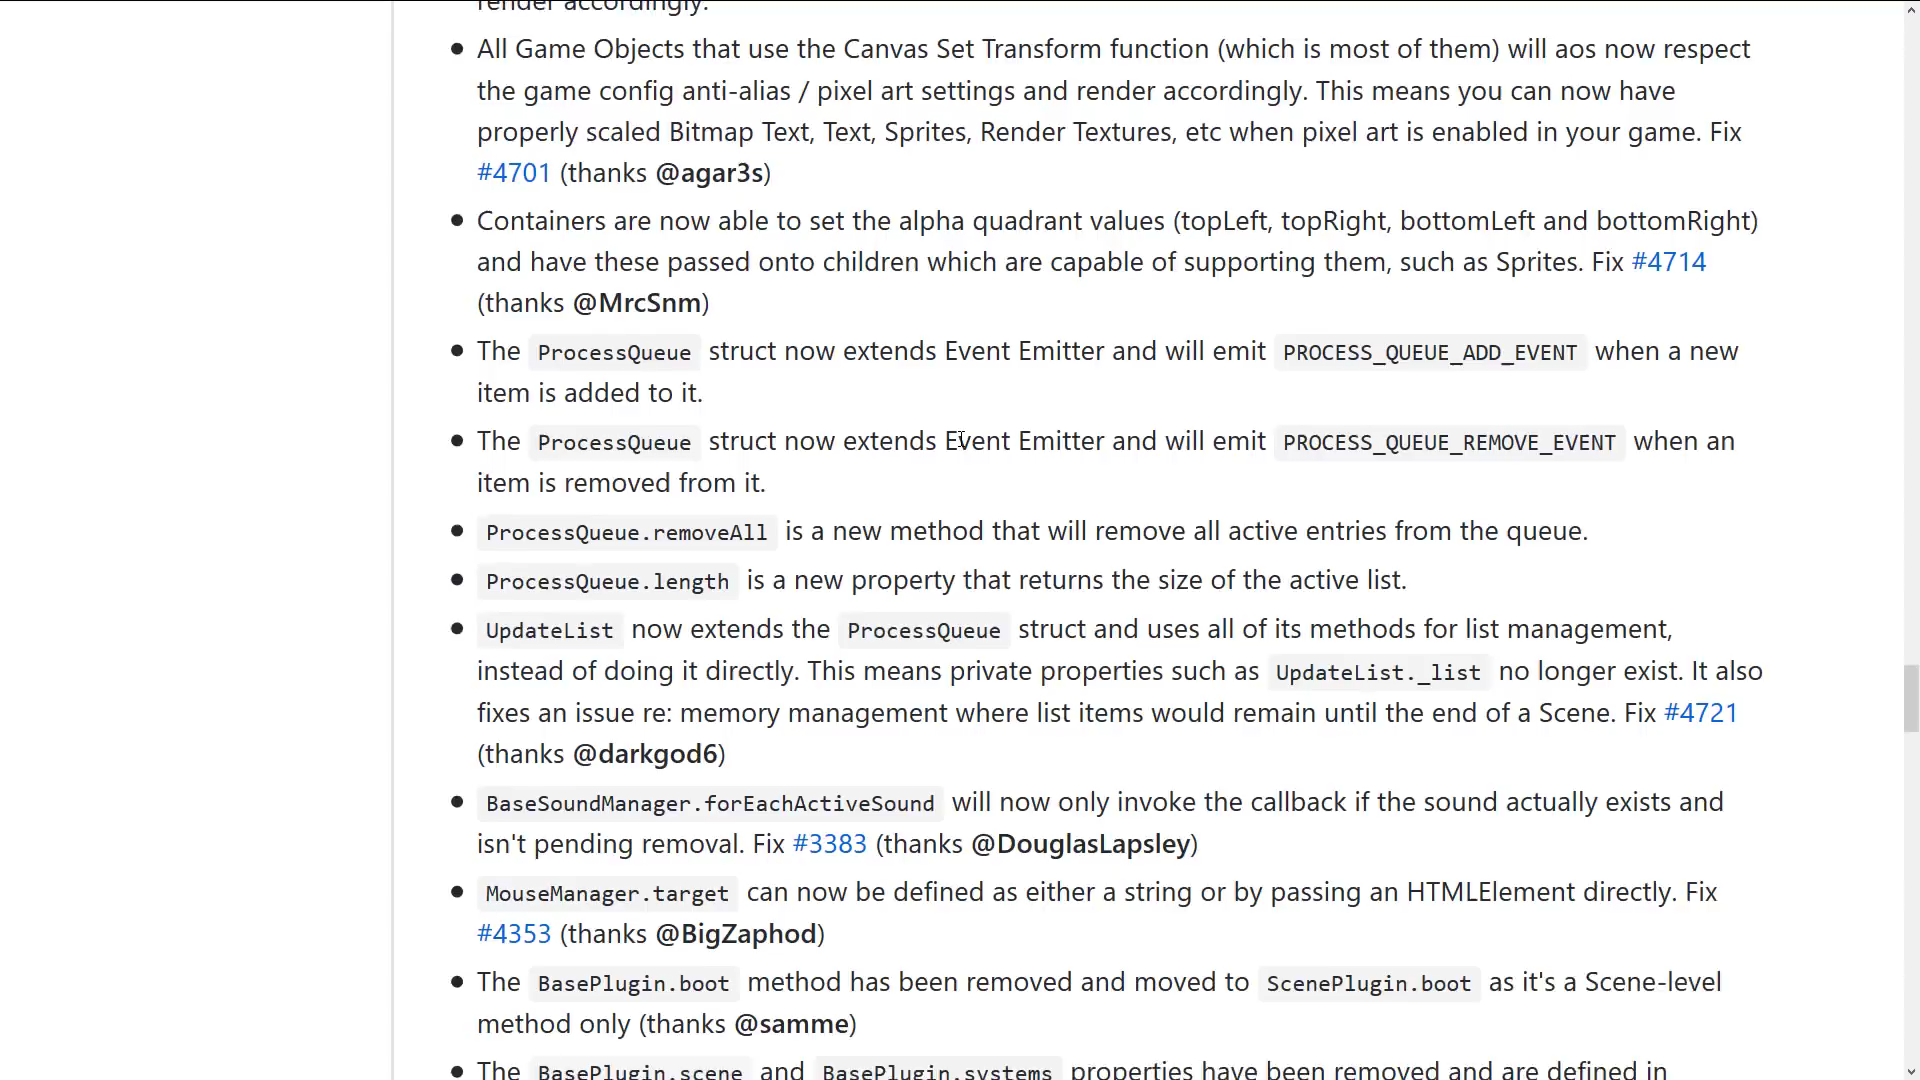 render accordingly.
• All Game Objects that use the Canvas Set Transform function (which is most of them) will aos now respect
the game config anti-alias / pixel art settings and render accordingly. This means you can now have
properly scaled Bitmap Text, Text, Sprites, Render Textures, etc when pixel art is enabled in your game. Fix
#4701 (thanks @agar3s)
• Containers are now able to set the alpha quadrant values (topLeft, topRight, bottomLeft and bottomRight)
and have these passed onto children which are capable of supporting them, such as Sprites. Fix #4714
(thanks @MrcSnm)
• The ProcessQueue struct now extends Event Emitter and will emit PROCESS_QUEUE_ADD_EVENT when a new
item is added to it.
• The ProcessQueue struct now extends Event Emitter and will emit PROCESS_QUEUE_REMOVE_EVENT when an
item is removed from it.
• ProcessQueue.removeAll is a new method that will remove all active entries from the queue.
• ProcessQueue.length is a new property that returns the size of the active list.
• UpdateList now extends the ProcessQueue struct and uses all of its methods for list management,
instead of doing it directly. This means private properties such as UpdateList._list no longer exist. It also
fixes an issue re: memory management where list items would remain until the end of a Scene. Fix #4721
(thanks @darkgod6)
• BaseSoundManager.forEachActiveSound will now only invoke the callback if the sound actually exists and
isn't pending removal. Fix #3383 (thanks @DouglasLapsley)
• MouseManager.target can now be defined as either a string or by passing an HTMLElement directly. Fix
#4353 (thanks @BigZaphod)
• The BasePlugin.boot method has been removed and moved to ScenePlugin.boot as it's a Scene-level
method only (thanks @samme)
• The BasePlugin.scene and BasePlugin.systems properties have been removed and are defined in